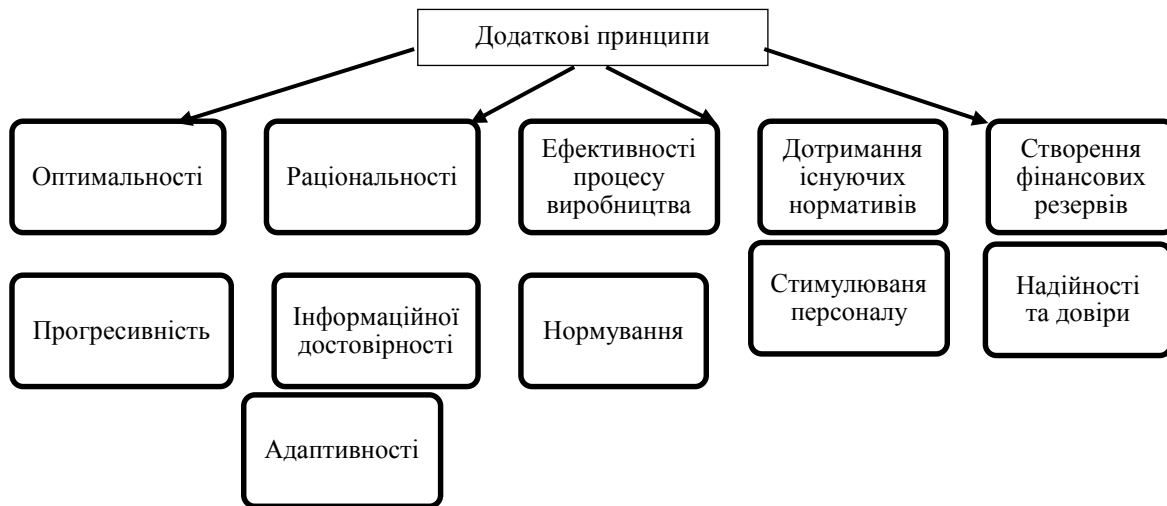 Додаткові принципи
Оптимальності
Раціональності
Ефективності
процесу
виробництва
Дотримання
існуючих
нормативів
Створення
фінансових
резервів
Прогресивність
Інформаційної
достовірності
Нормування
Стимулюваня
персоналу
Надійності
та довіри
Адаптивності